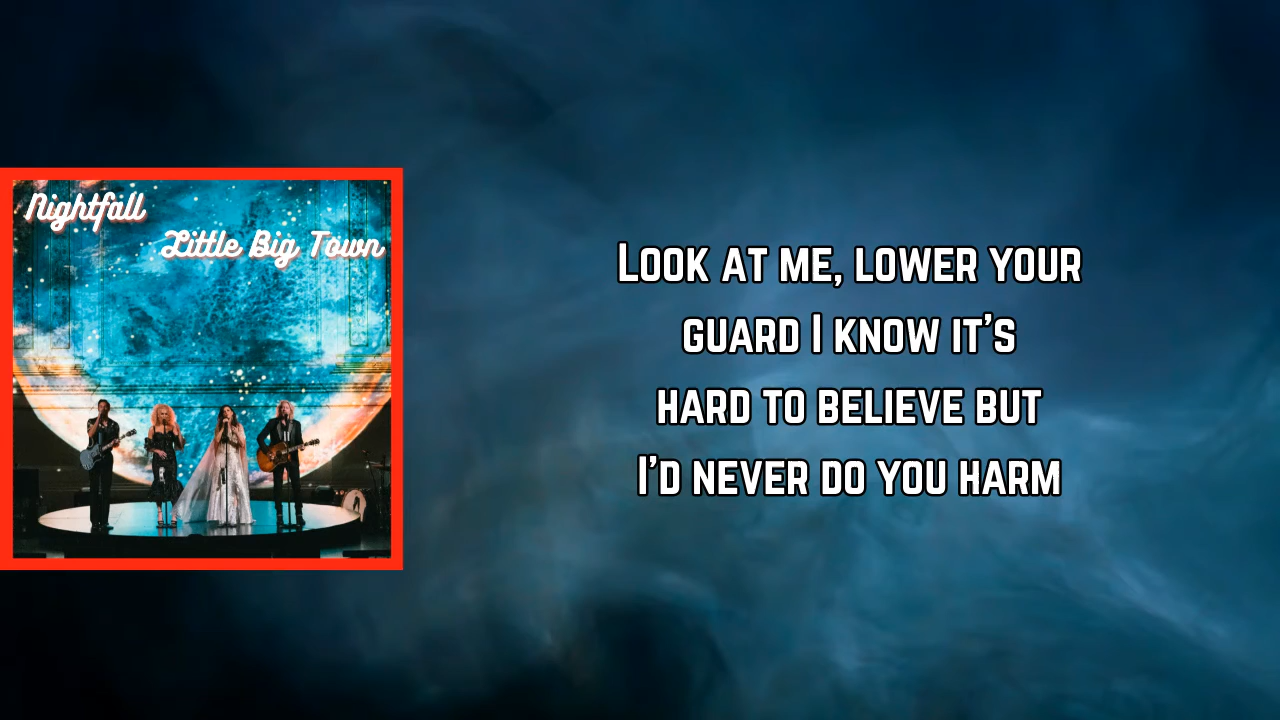 Nightfall
Little Big Town
Look at me, lower your
guard I know it’s
hard to believe but
I’d never do you harm